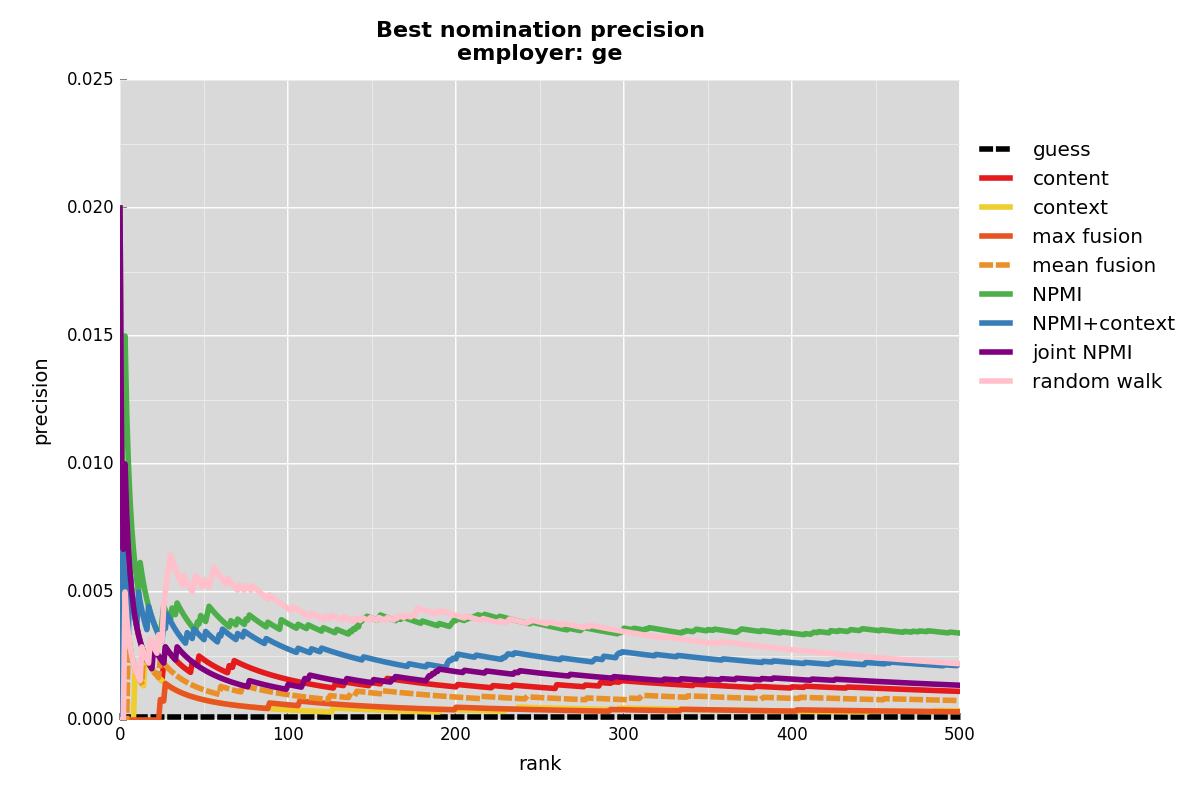 Best nomination precision
employer: ge
0.025
0.020
0.015
0.010
0.005
0.000
precision
0
100
200
300
400
500
rank
guess
content
context
max fusion
mean fusion
NPMI
NPMI+context
joint NPMI
random walk